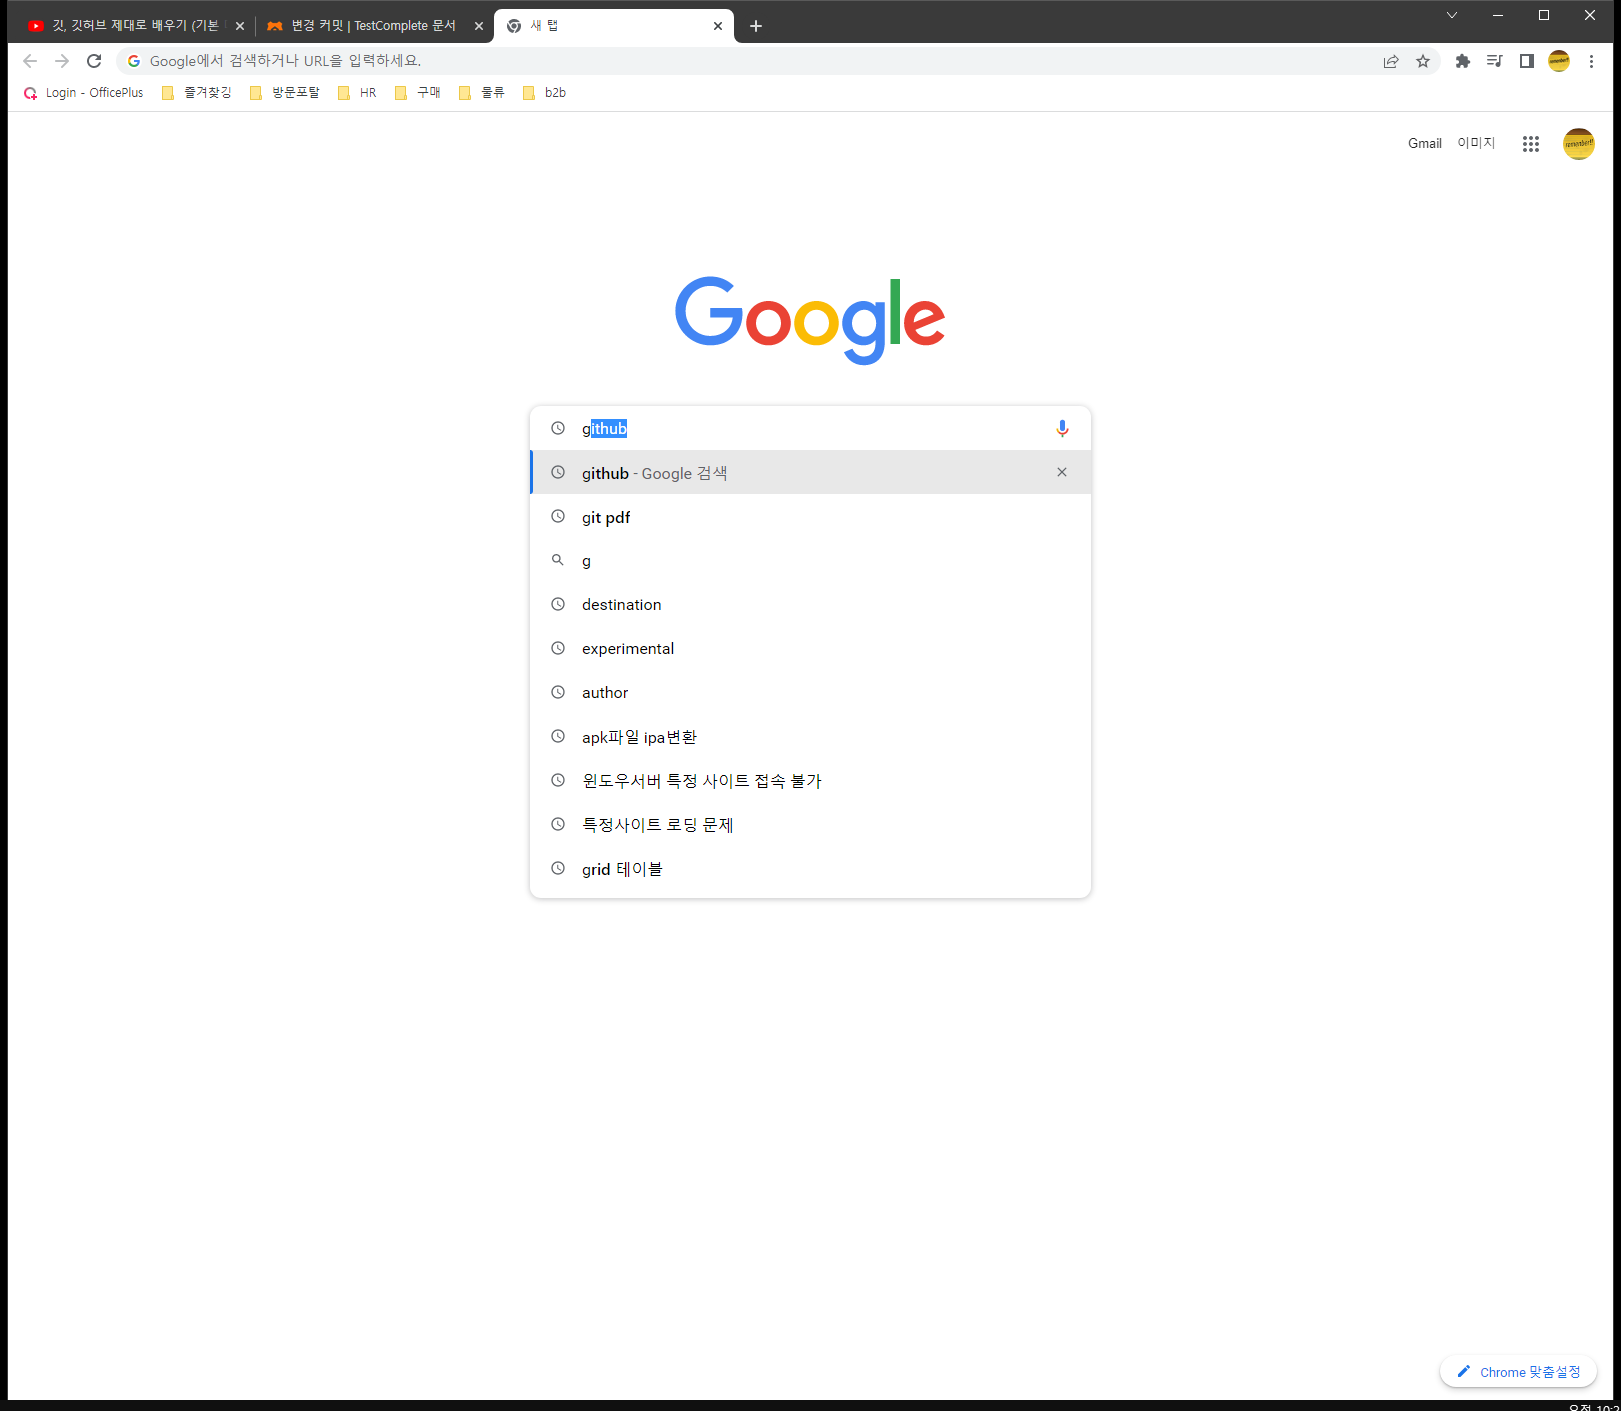 깃, 깃허브 제대로 배우기 (기본
변경 커밋 | TestComplete 문서
새 탭
Google에서 검색하거나 URL을 입력하세요.
Login - OfficePlus 즐겨찾깅 방문포탈 HR 구매 물류 b2b
Gmail 이미지
remember!!
Google
github
github - Google 검색
git pdf
g
destination
experimental
author
apk파일 ipa변환
윈도우서버 특정 사이트 접속 불가
특정사이트 로딩 문제
grid 테이블
Chrome 맞춤설정